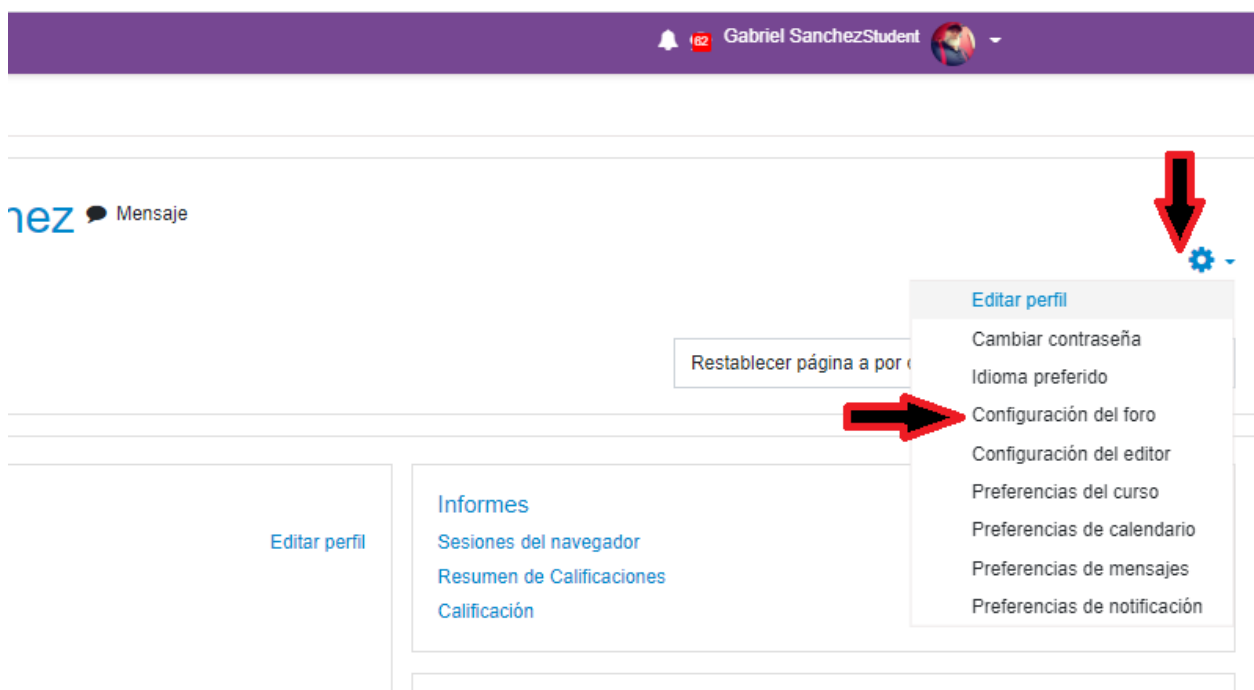 62 Gabriel SanchezStudent
nez Mensaje
Editar perfil
Cambiar contraseña
Restablecer página a por
Idioma preferido
Configuración del foro
Configuración del editor
Informes
Preferencias del curso
Editar perfil
Sesiones del navegador
Preferencias de calendario
Resumen de Calificaciones
Preferencias de mensajes
Calificación
Preferencias de notificación